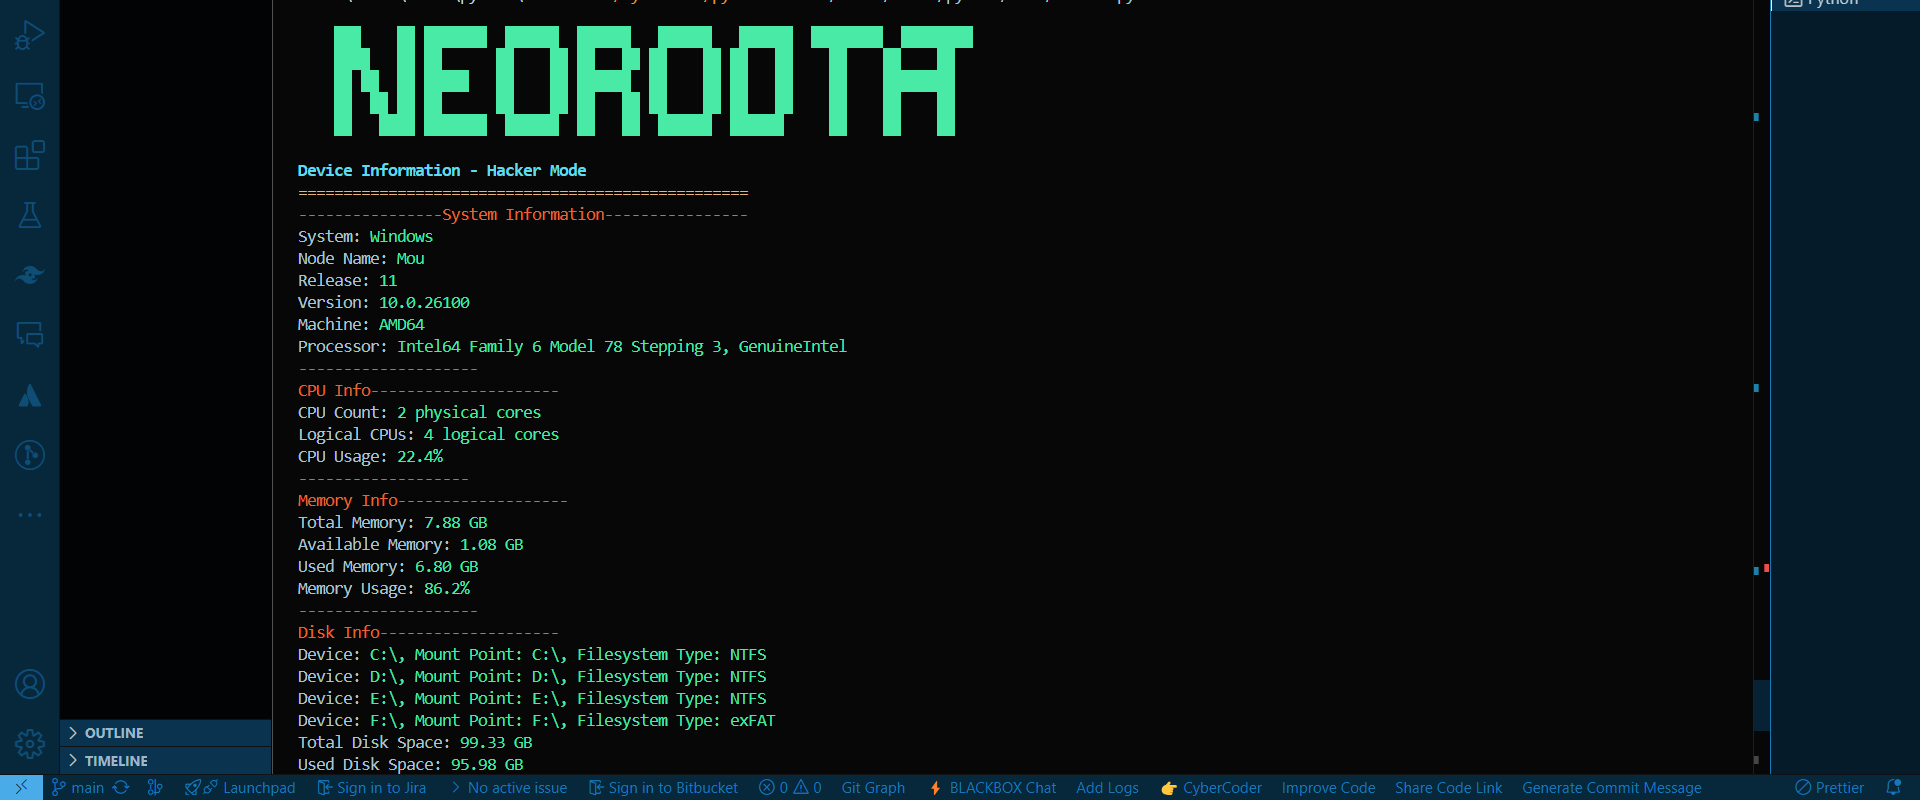 Python
NEOROOTA
Device Information - Hacker Mode
==================================================
----------------System Information----------------
System: Windows
Node Name: Mou
Release: 11
Version: 10.0.26100
Machine: AMD64
Processor: Intel64 Family 6 Model 78 Stepping 3, GenuineIntel
--------------------
CPU Info---------------------
CPU Count: 2 physical cores
Logical CPUs: 4 logical cores
CPU Usage: 22.4%
-------------------
Memory Info-------------------
Total Memory: 7.88 GB
Available Memory: 1.08 GB
Used Memory: 6.80 GB
Memory Usage: 86.2%
--------------------
Disk Info--------------------
Device: C:\, Mount Point: C:\, Filesystem Type: NTFS
Device: D:\, Mount Point: D:\, Filesystem Type: NTFS
Device: E:\, Mount Point: E:\, Filesystem Type: NTFS
Device: F:\, Mount Point: F:\, Filesystem Type: exFAT
Total Disk Space: 99.33 GB
Used Disk Space: 95.98 GB
OUTLINE
TIMELINE
main Launchpad Sign in to Jira No active issue Sign in to Bitbucket 0 0 Git Graph BLACKBOX Chat Add Logs CyberCoder Improve Code Share Code Link Generate Commit Message Prettier